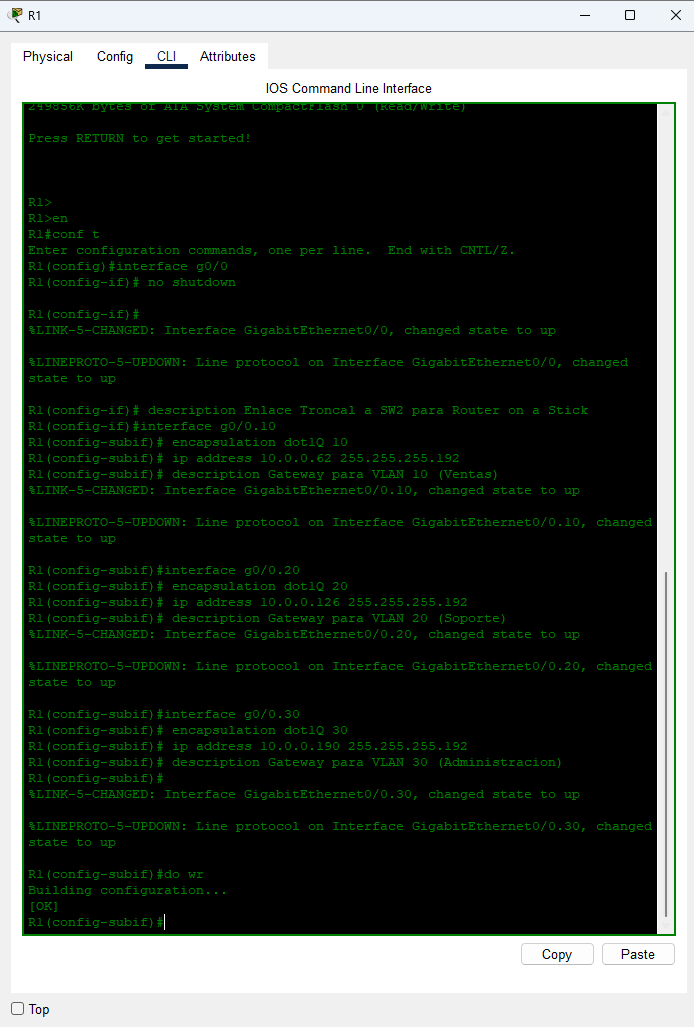 R1
Physical Config CLI Attributes
IOS Command Line Interface
249856K bytes of ATA System CompactFlash 0 (Read/Write)
Press RETURN to get started!
R1>
R1>en
R1#conf t
Enter configuration commands, one per line.  End with CNTL/Z.
R1(config)#interface g0/0
R1(config-if)# no shutdown
R1(config-if)#
%LINK-5-CHANGED: Interface GigabitEthernet0/0, changed state to up
%LINEPROTO-5-UPDOWN: Line protocol on Interface GigabitEthernet0/0, changed
state to up
R1(config-if)# description Enlace Troncal a SW2 para Router on a Stick
R1(config-if)#interface g0/0.10
R1(config-subif)# encapsulation dot1Q 10
R1(config-subif)# ip address 10.0.0.62 255.255.255.192
R1(config-subif)# description Gateway para VLAN 10 (Ventas)
%LINK-5-CHANGED: Interface GigabitEthernet0/0.10, changed state to up
%LINEPROTO-5-UPDOWN: Line protocol on Interface GigabitEthernet0/0.10, changed
state to up
R1(config-subif)#interface g0/0.20
R1(config-subif)# encapsulation dot1Q 20
R1(config-subif)# ip address 10.0.0.126 255.255.255.192
R1(config-subif)# description Gateway para VLAN 20 (Soporte)
%LINK-5-CHANGED: Interface GigabitEthernet0/0.20, changed state to up
%LINEPROTO-5-UPDOWN: Line protocol on Interface GigabitEthernet0/0.20, changed
state to up
R1(config-subif)#interface g0/0.30
R1(config-subif)# encapsulation dot1Q 30
R1(config-subif)# ip address 10.0.0.190 255.255.255.192
R1(config-subif)# description Gateway para VLAN 30 (Administracion)
R1(config-subif)#
%LINK-5-CHANGED: Interface GigabitEthernet0/0.30, changed state to up
%LINEPROTO-5-UPDOWN: Line protocol on Interface GigabitEthernet0/0.30, changed
state to up
R1(config-subif)#do wr
Building configuration...
[OK]
R1(config-subif)#
Copy Paste
Top